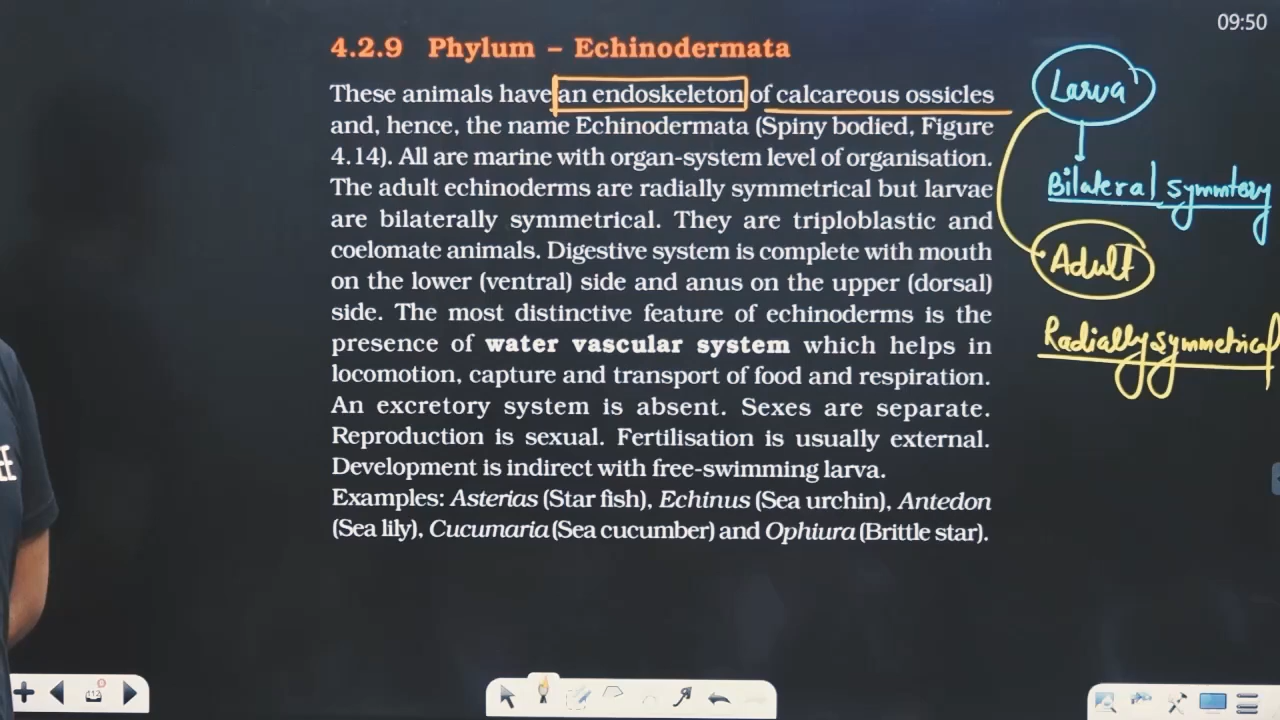 09:50
4.2.9 Phylum – Echinodermata
These animals have an endoskeleton of calcareous ossicles
and, hence, the name Echinodermata (Spiny bodied, Figure
4.14). All are marine with organ-system level of organisation.
The adult echinoderms are radially symmetrical but larvae
are bilaterally symmetrical. They are triploblastic and
coelomate animals. Digestive system is complete with mouth
on the lower (ventral) side and anus on the upper (dorsal)
side. The most distinctive feature of echinoderms is the
presence of water vascular system which helps in
locomotion, capture and transport of food and respiration.
An excretory system is absent. Sexes are separate.
Reproduction is sexual. Fertilisation is usually external.
Development is indirect with free-swimming larva.
Examples: Asterias (Star fish), Echinus (Sea urchin), Antedon
(Sea lily), Cucumaria (Sea cucumber) and Ophiura (Brittle star).
Larva
Bilateral symmtery
Adult
Radially symmetrical
EE
112